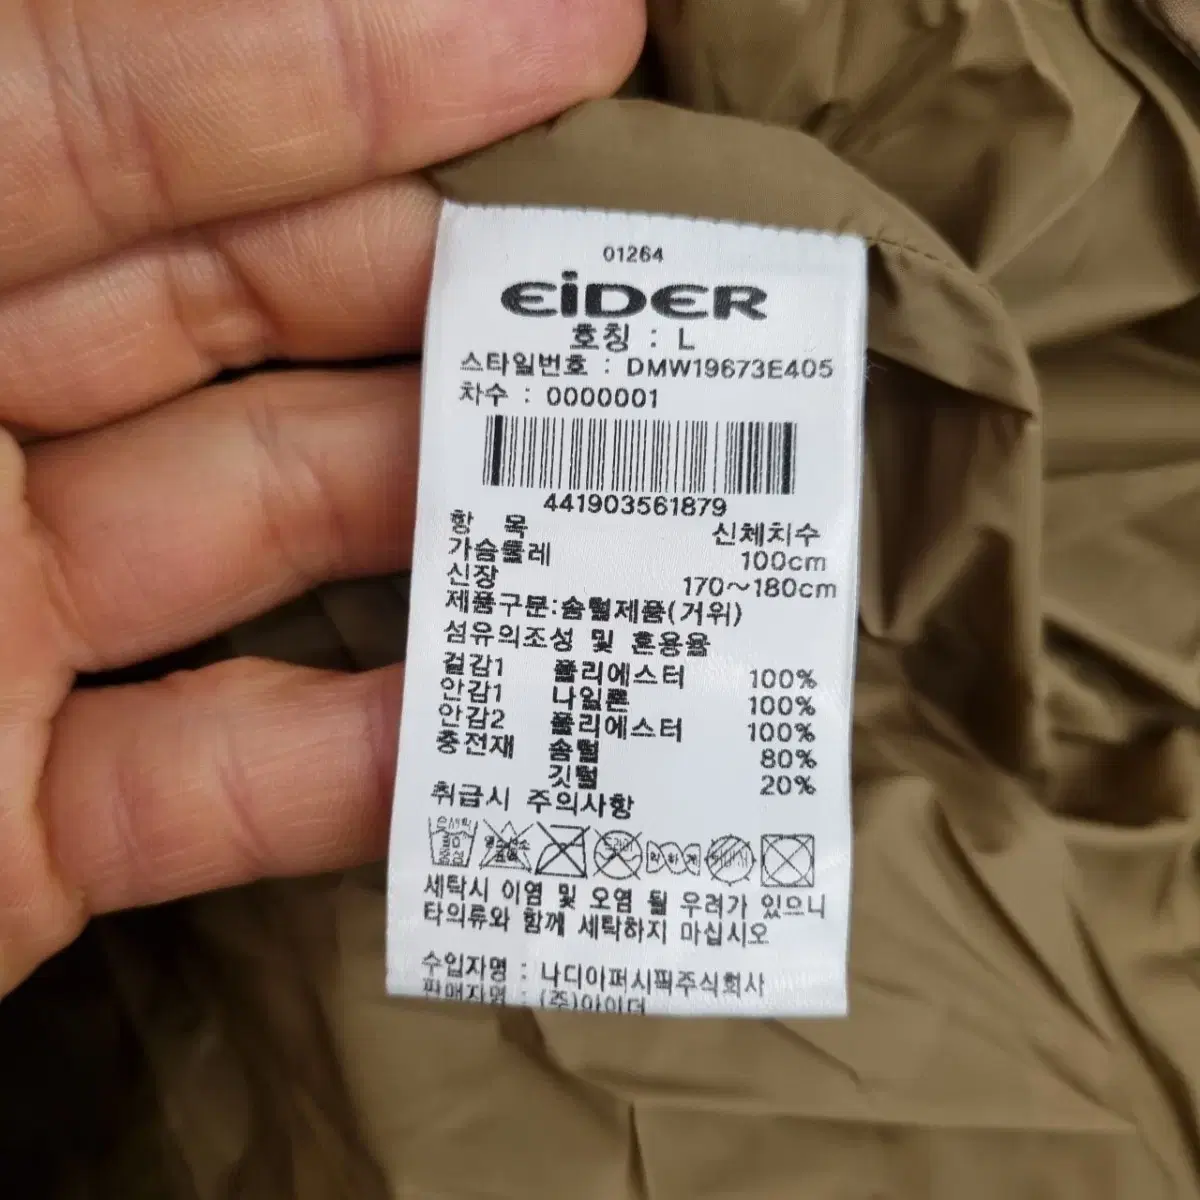 01264
EiDER
호칭 : L
스타일번호 : DMW19673E405
차수 : 0000001
441903561879
항 목 신체치수
가슴둘레 100cm
신장 170~180cm
제품구분:솜털제품(거위)
섬유의조성 및 혼용율
겉감1 폴리에스터 100%
안감1 나일론 100%
안감2 폴리에스터 100%
충전재 솜털 80%
깃털 20%
취급시 주의사항
드라이
세탁시 이염 및 오염 될 우려가 있으니
타의류와 함께 세탁하지 마십시오
수입자명 : 나디아퍼시픽주식회사
판매자명 : (주)아이더